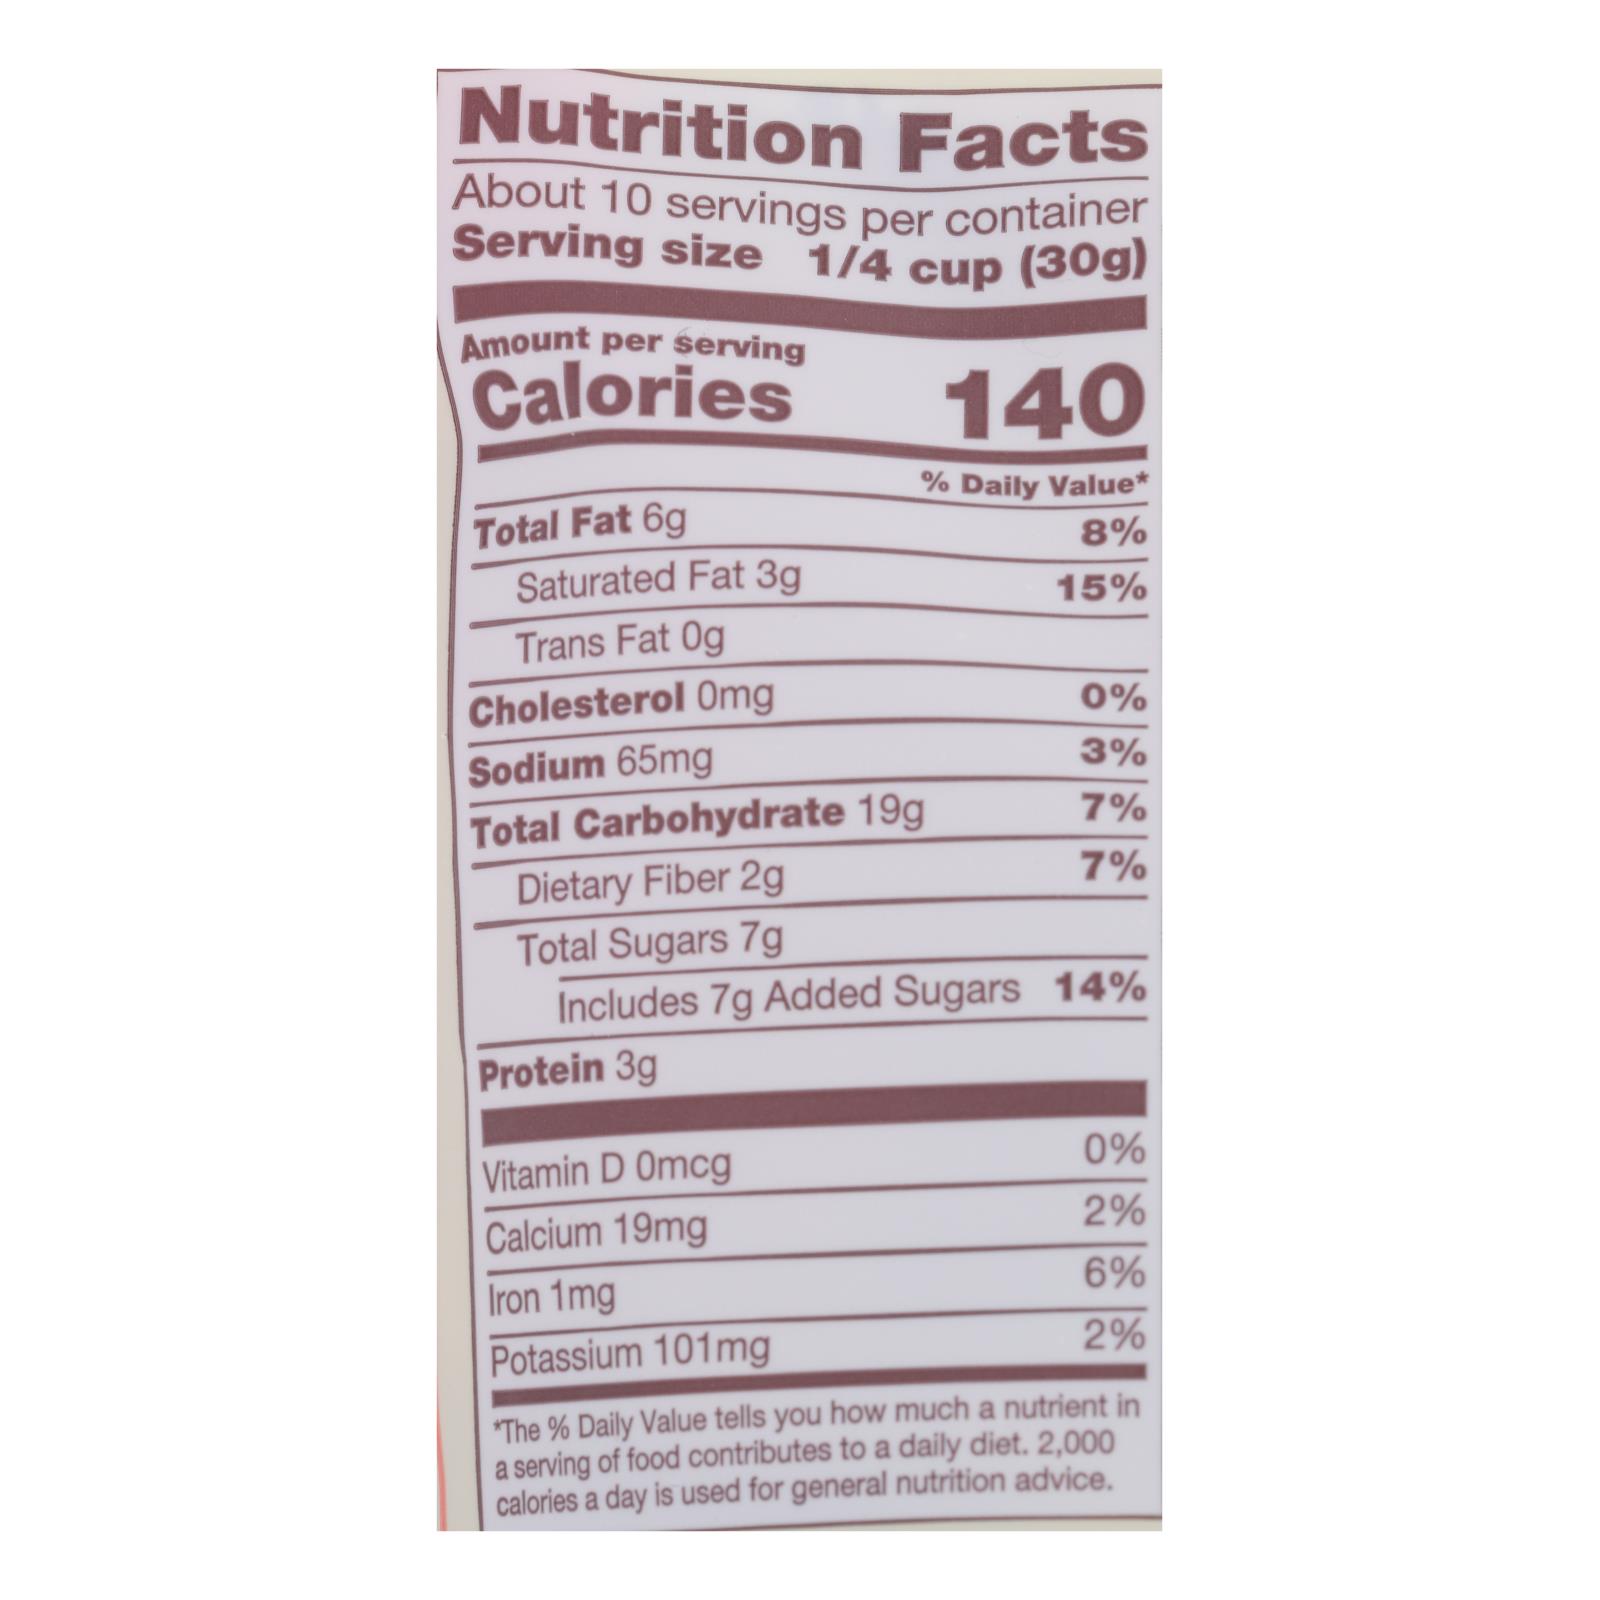 Nutrition Facts
About 10 servings per container
Serving size 1/4 cup (30g)
Amount per serving
Calories 140
% Daily Value*
Total Fat 6g 8%
Saturated Fat 3g 15%
Trans Fat 0g
Cholesterol 0mg 0%
Sodium 65mg 3%
Total Carbohydrate 19g 7%
Dietary Fiber 2g 7%
Total Sugars 7g
Includes 7g Added Sugars 14%
Protein 3g
Vitamin D 0mcg 0%
Calcium 19mg 2%
Iron 1mg 6%
Potassium 101mg 2%
*The % Daily Value tells you how much a nutrient in
a serving of food contributes to a daily diet. 2,000
calories a day is used for general nutrition advice.